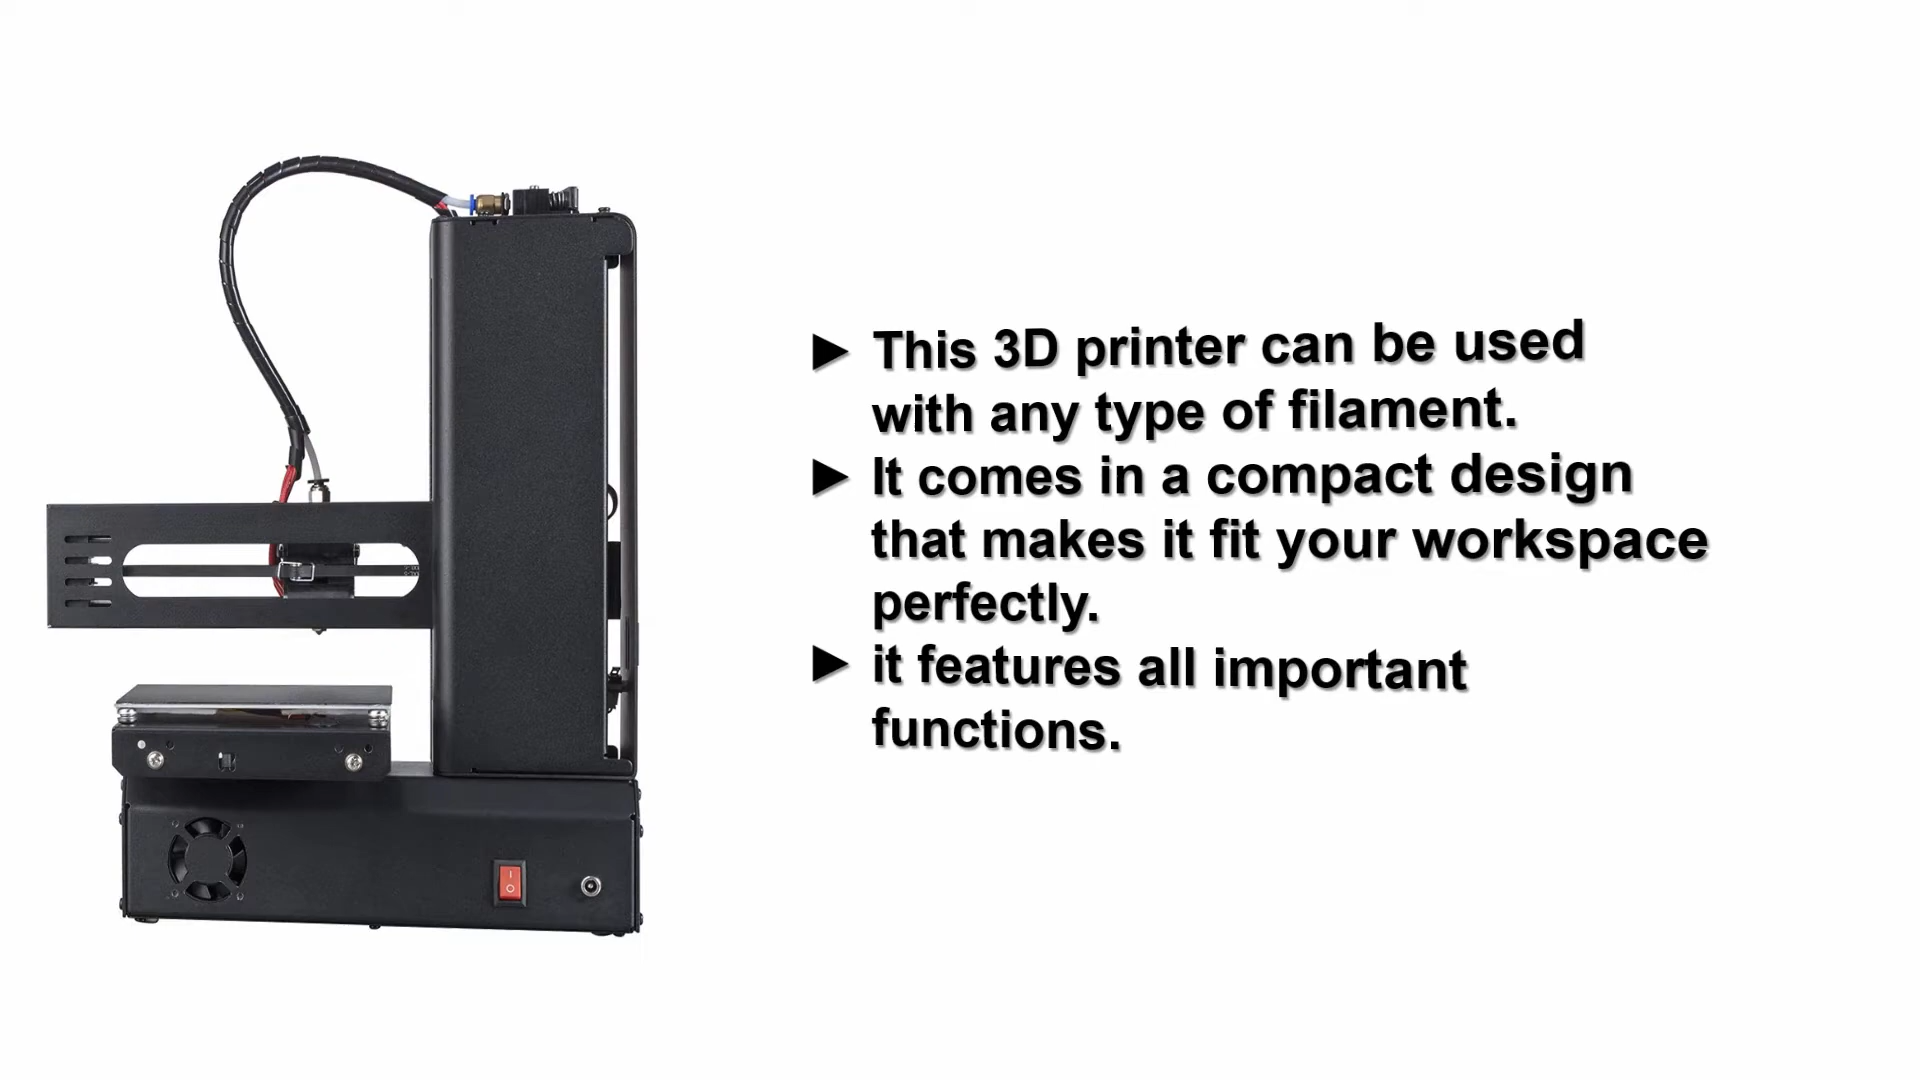 ► This 3D printer can be used
with any type of filament.
► It comes in a compact design
that makes it fit your workspace
perfectly.
► it features all important
functions.